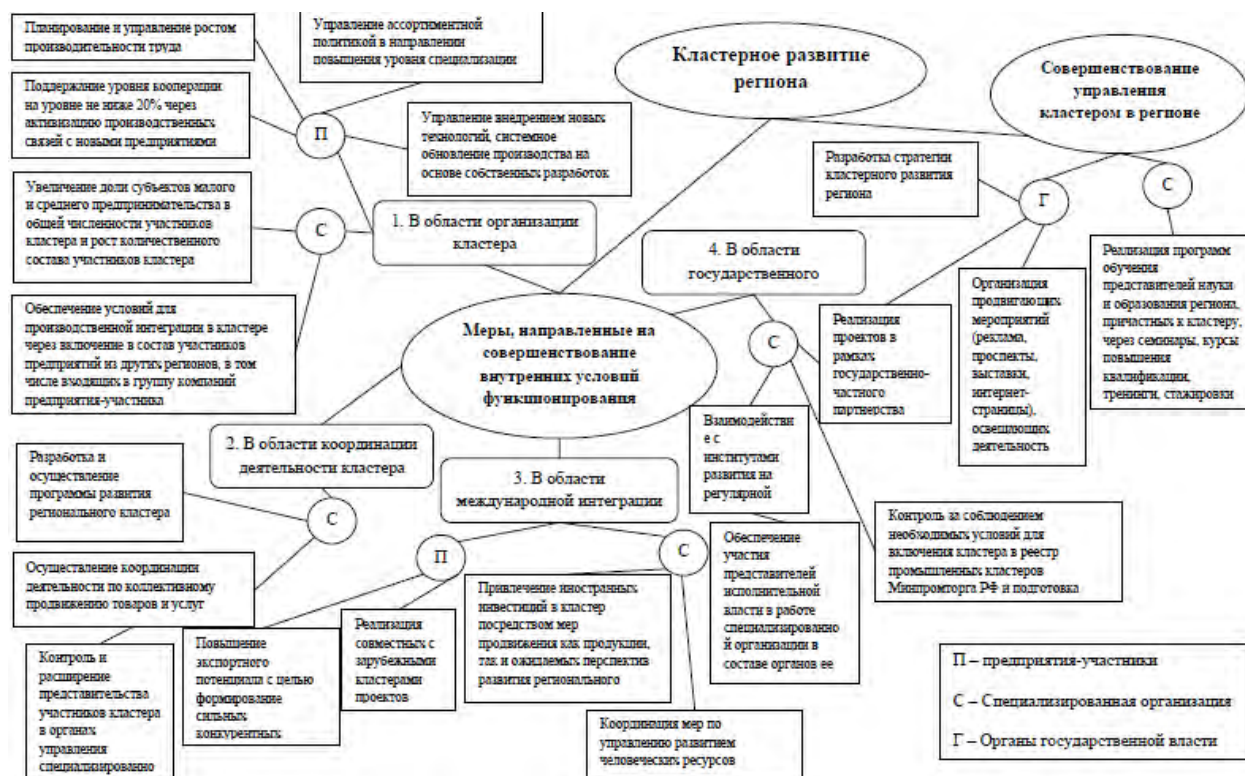 Планирование и управление ростом
производительности труда
Управление ассортиментной
политикой в направлении
повышения уровня специализации
Кластерное развитие
региона
Совершенствование
управления
кластером в регионе
Поддержание уровня кооперации
на уровне не ниже 20% через
активизацию производственных
связей с новыми предприятиями
П
Управление внедрением новых
технологий, системное
обновление производства на
основе собственных разработок
Разработка стратегии
кластерного развития
региона
Г
С
Увеличение доли субъектов малого
и среднего предпринимательства в
общей численности участников
кластера и рост количественного
состава участников кластера
С
1. В области организации
кластера
4. В области
государственного
Обеспечение условий для
производственной интеграции в кластере
через включение в состав участников
предприятий из других регионов, в том
числе входящих в группу компаний
предприятия-участника
Меры, направленные на
совершенствование
внутренних условий
функционирования
С
Реализация
проектов в
рамках
государственно-
частного
партнерства
Организация
продвигающих
мероприятий
(реклама,
проспекты,
выставки,
интернет-
страницы),
освещающих
деятельность
Реализация программ
обучения
представителей науки
и образования региона,
причастных к кластеру,
через семинары, курсы
повышения
квалификации,
тренинги, стажировки
2. В области координации
деятельности кластера
Взаимодействи
е с
институтами
развития на
регулярной
Разработка и
осуществление
программы развития
регионального кластера
С
3. В области
международной интеграции
Осуществление координации
деятельности по коллективному
продвижению товаров и услуг
П
С
Контроль за соблюдением
необходимых условий для
включения кластера в реестр
промышленных кластеров
Минпромторга РФ и подготовка
Обеспечение
участия
представителей
исполнительной
власти в работе
специализированно
й организации в
составе органов ее
Контроль и
расширение
представительства
участников кластера
в органах
управления
специализированно
Повышение
экспортного
потенциала с целью
формирование
сильных
конкурентных
Реализация
совместных с
зарубежными
кластерами
проектов
Привлечение иностранных
инвестиций в кластер
посредством мер
продвижения как продукции,
так и ожидаемых перспектив
развития регионального
Координация мер по
управлению развитием
человеческих ресурсов
П – предприятия-участники
С – Специализированная организация
Г – Органы государственной власти